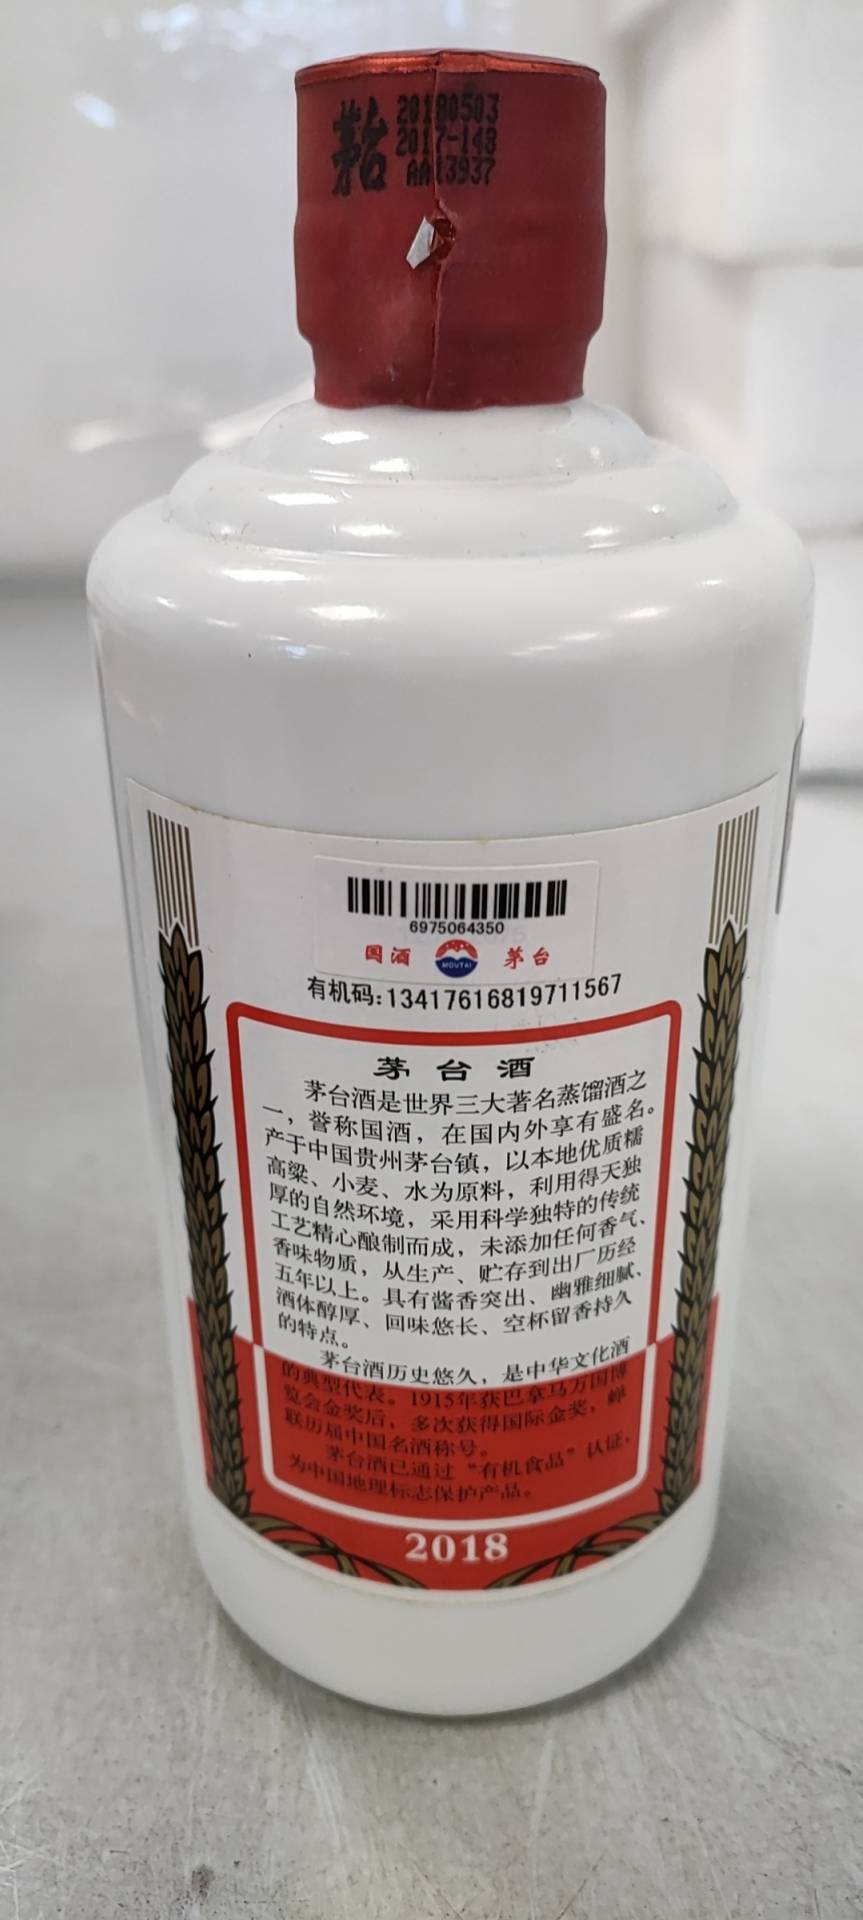 茅台
20180503
2017-148
AA13937
6975064350
国酒 MOUTAI 茅台
有机码:13417616819711567
茅台酒
茅台酒是世界三大著名蒸馏酒之
一，誉称国酒，在国内外享有盛名。
产于中国贵州茅台镇，以本地优质糯
高粱、小麦、水为原料，利用得天独
厚的自然环境，采用科学独特的传统
工艺精心酿制而成，未添加任何香气、
香味物质，从生产、贮存到出厂历经
五年以上。具有酱香突出、幽雅细腻、
酒体醇厚、回味悠长、空杯留香持久
的特点。
茅台酒历史悠久，是中华文化酒
的典型代表。1915年获巴拿马万国博
览会金奖后，多次获得国际金奖，蝉
联历届中国名酒称号。
茅台酒已通过“有机食品”认证，
为中国地理标志保护产品。
2018